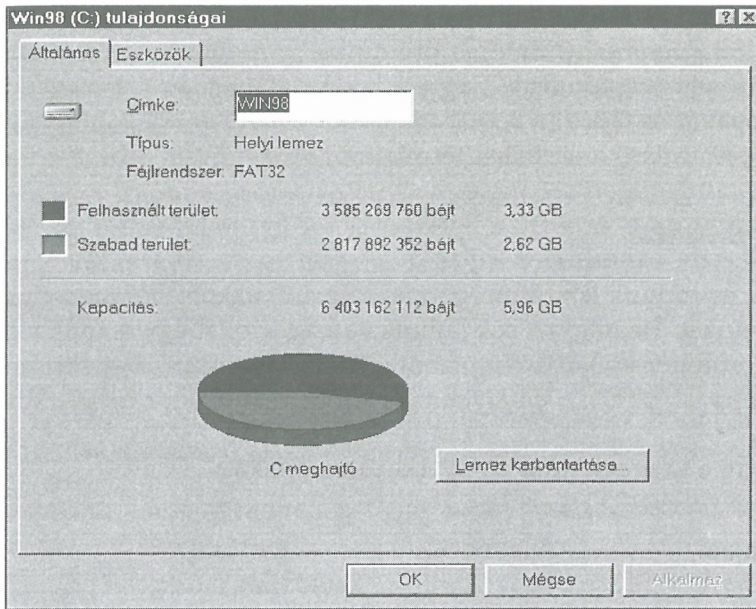 Win98 (C:) tulajdonságai
Általános Eszközök
Címke: WIN98
Típus: Helyi lemez
Fájlrendszer: FAT32
Felhasznált terület: 3 585 269 760 bájt 3,33 GB
Szabad terület: 2 817 892 352 bájt 2,62 GB
Kapacitás: 6 403 162 112 bájt 5,96 GB
C meghajtó
Lemez karbantartása...
OK Mégse Alkalmaz